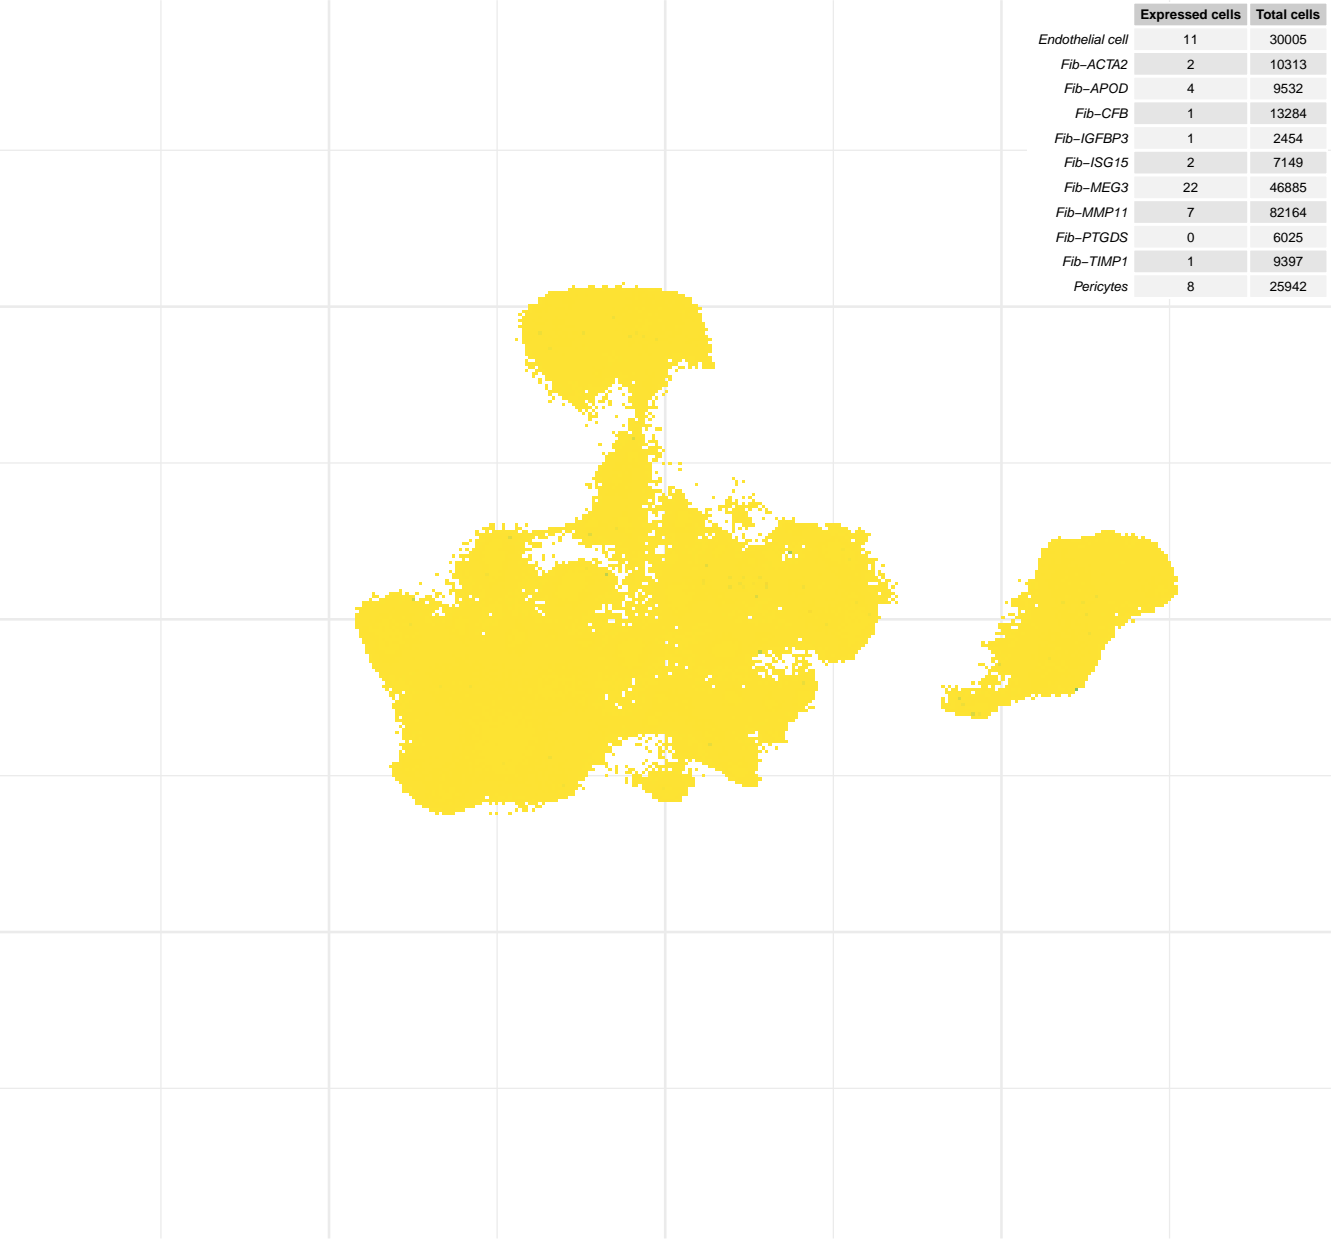 Expressed cells Total cells
Endothelial cell 11 30005
Fib−ACTA2 2 10313
Fib−APOD 4 9532
Fib−CFB 1 13284
Fib−IGFBP3 1 2454
Fib−ISG15 2 7149
Fib−MEG3 22 46885
Fib−MMP11 7 82164
Fib−PTGDS 0 6025
Fib−TIMP1 1 9397
Pericytes 8 25942